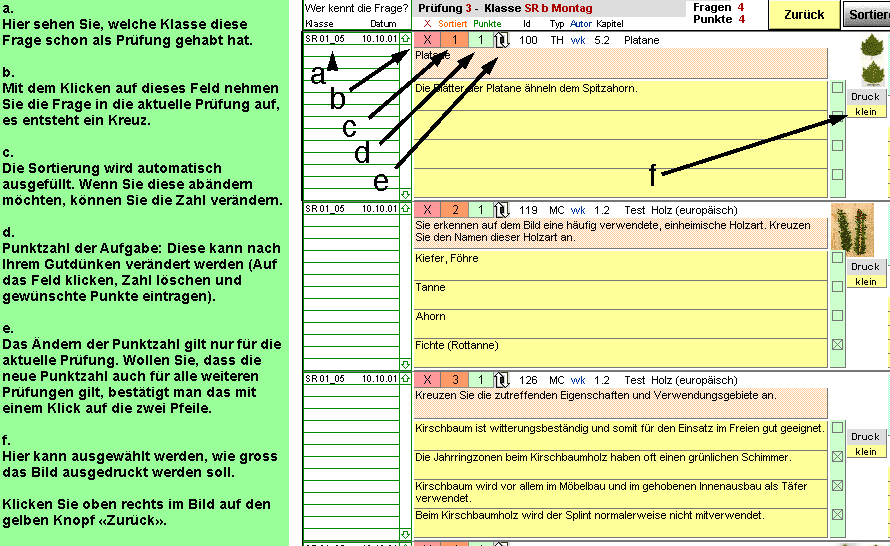 a.
Hier sehen Sie, welche Klasse diese
Frage schon als Prüfung gehabt hat.
b.
Mit dem Klicken auf dieses Feld nehmen
Sie die Frage in die aktuelle Prüfung auf,
es entsteht ein Kreuz.
c.
Die Sortierung wird automatisch
ausgefüllt. Wenn Sie diese abändern
möchten, können Sie die Zahl verändern.
d.
Punktzahl der Aufgabe: Diese kann nach
Ihrem Gutdünken verändert werden (Auf
das Feld klicken, Zahl löschen und
gewünschte Punkte eintragen).
e.
Das Ändern der Punktzahl gilt nur für die
aktuelle Prüfung. Wollen Sie, dass die
neue Punktzahl auch für alle weiteren
Prüfungen gilt, bestätigt man das mit
einem Klick auf die zwei Pfeile.
f.
Hier kann ausgewählt werden, wie gross
das Bild ausgedruckt werden soll.
Klicken Sie oben rechts im Bild auf den
gelben Knopf «Zurück».
Wer kennt die Frage? Prüfung 3 - Klasse SR b Montag Fragen 4
Punkte 4
Zurück Sortier
Klasse Datum X Sortiert Punkte Id Typ Autor Kapitel
SR 01_05 10.10.01 X 1 1 100 TH wk 5.2 Platane
Platane
Die Blätter der Platane ähneln dem Spitzahorn.
Druck
klein
a
b
c
d
e
f
SR 01_05 10.10.01 X 2 1 119 MC wk 1.2 Test Holz (europäisch)
Sie erkennen auf dem Bild eine häufig verwendete, einheimische Holzart. Kreuzen
Sie den Namen dieser Holzart an.
Kiefer, Föhre
Druck
klein
Tanne
Ahorn
Fichte (Rottanne)
SR 01_05 10.10.01 X 3 1 126 MC wk 1.2 Test Holz (europäisch)
Kreuzen Sie die zutreffenden Eigenschaften und Verwendungsgebiete an.
Kirschbaum ist witterungsbeständig und somit für den Einsatz im Freien gut geeignet.
Druck
klein
Die Jahrringzonen beim Kirschbaumholz haben oft einen grünlichen Schimmer.
Kirschbaum wird vor allem im Möbelbau und im gehobenen Innenausbau als Täfer
verwendet.
Beim Kirschbaumholz wird der Splint normalerweise nicht mitverwendet.